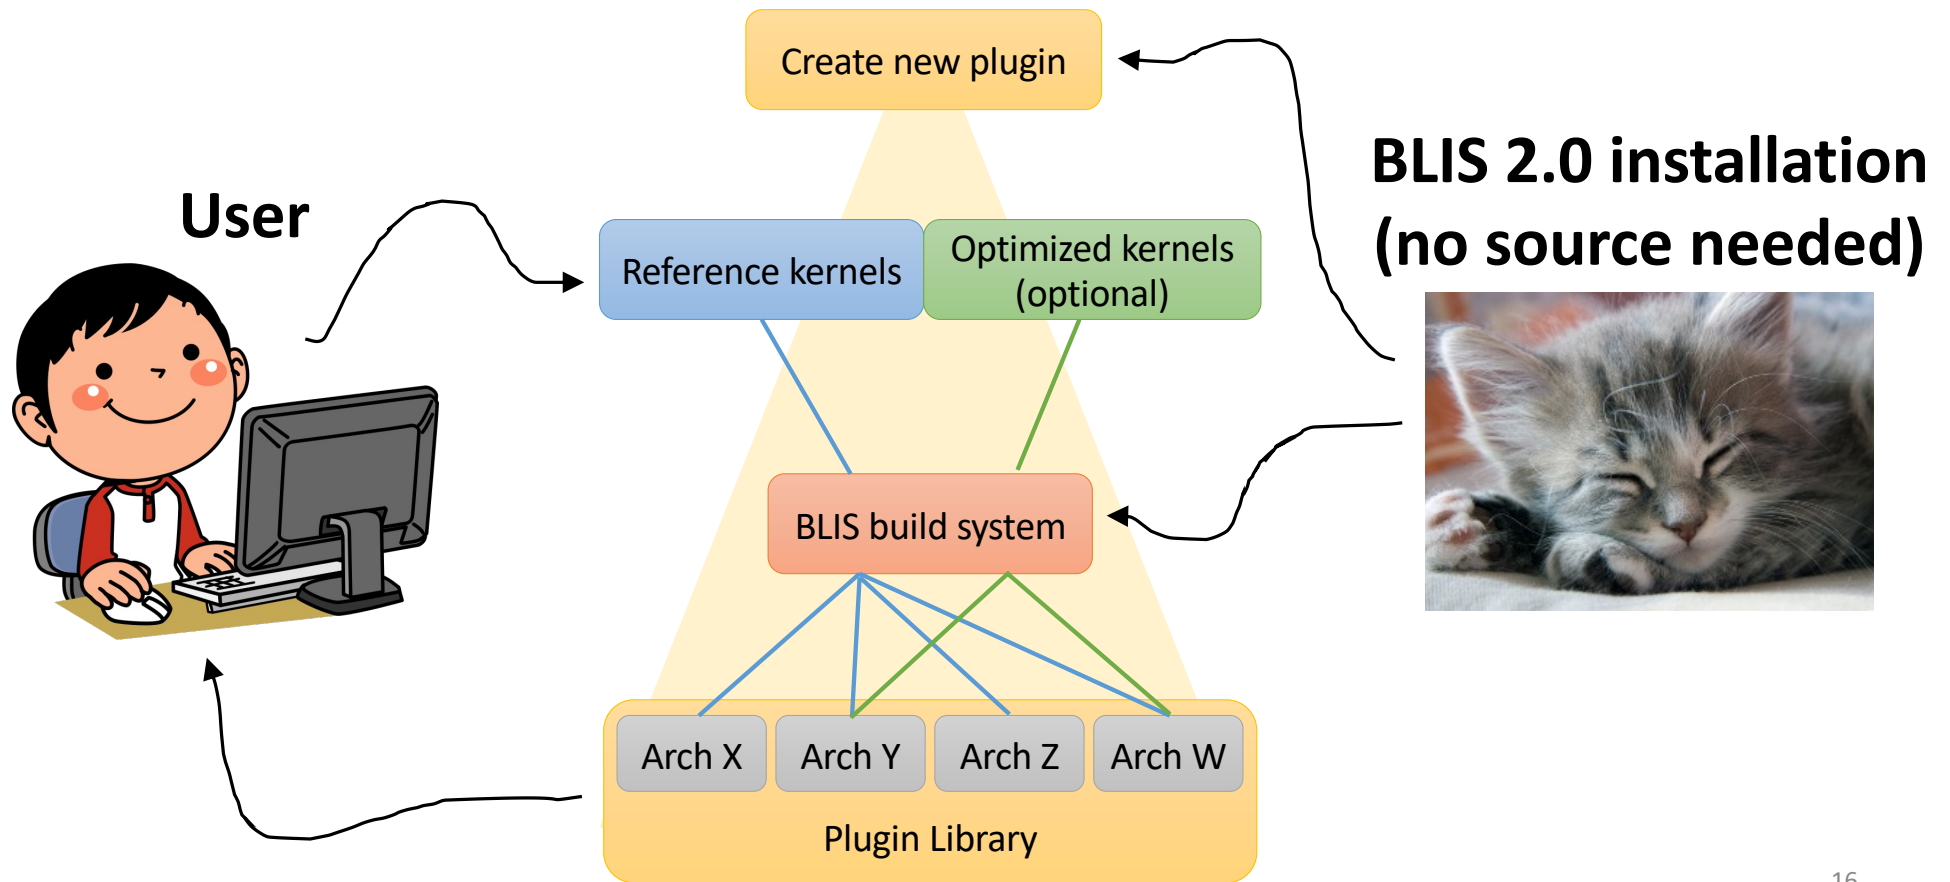 Create new plugin
BLIS 2.0 installation
(no source needed)
User
Reference kernels
Optimized kernels
(optional)
BLIS build system
Arch X
Arch Y
Arch Z
Arch W
Plugin Library
16